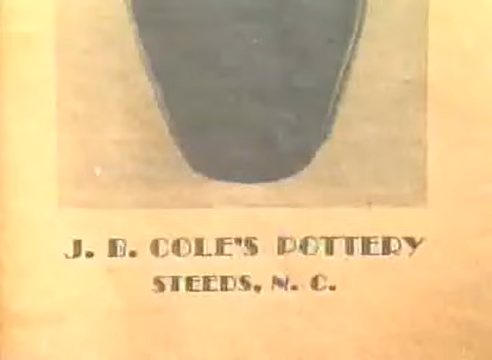 J. B. COLE'S POTTERY
STEEDS, N. C.